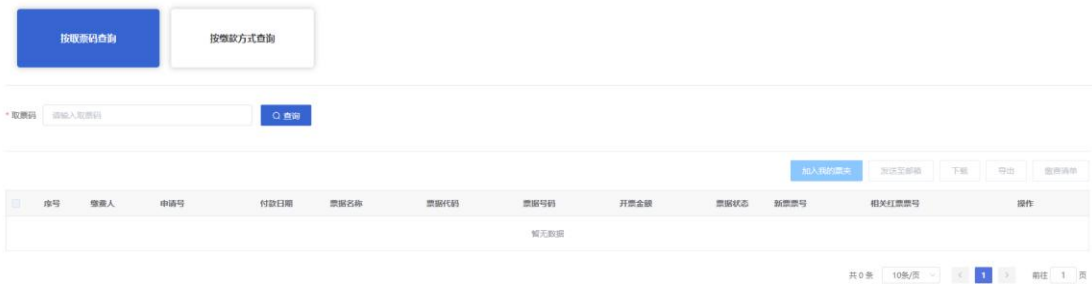 按取票码查询 按缴款方式查询
* 取票码 请输入取票码 查询
加入我的票夹 发送至邮箱 下载 导出 缴费清单
序号 缴费人 申请号 付款日期 票据名称 票据代码 票据号码 开票金额 票据状态 新票票号 相关红票票号 操作
暂无数据
共 0 条 10条/页 < 1 > 前往 1 页